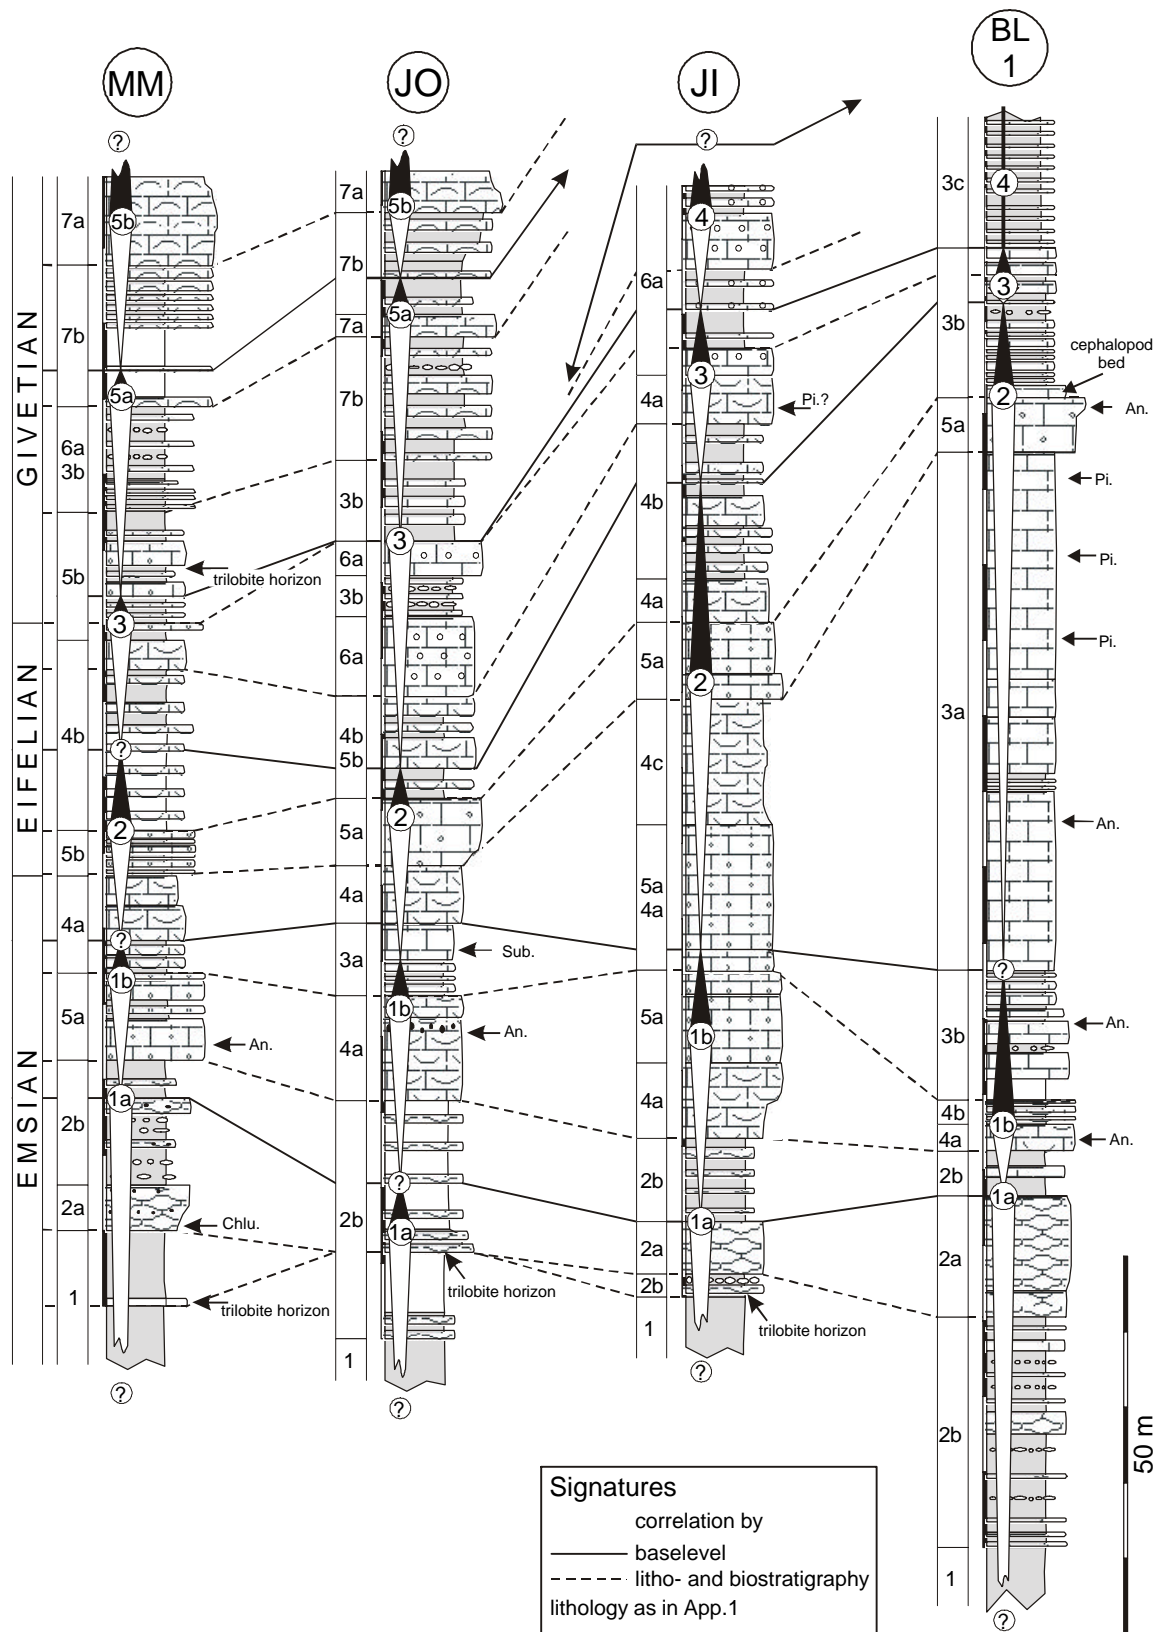 MM
JO
JI
BL
1
?
?
?
GIVETIAN
EIFELIAN
EMSIAN
7a
7b
6a
3b
5b
4b
5b
4a
5a
2b
2a
1
5b
5a
3
?
2
?
1b
1a
?
trilobite horizon
An.
Chlu.
trilobite horizon
7a
7b
7a
7b
3b
6a
3b
6a
4b
5b
5a
4a
3a
4a
2b
1
5b
5a
3
2
1b
?
1a
?
Sub.
An.
trilobite horizon
6a
4a
4b
4a
5a
4c
5a
4a
5a
4a
2b
2a
2b
1
4
3
2
1b
1a
?
Pi.?
trilobite horizon
3c
3b
5a
3a
3b
4b
4a
2b
2a
2b
1
4
3
2
?
1b
1a
?
cephalopod
bed
An.
Pi.
Pi.
Pi.
An.
An.
An.
50 m
Signatures
correlation by
baselevel
litho- and biostratigraphy
lithology as in App.1